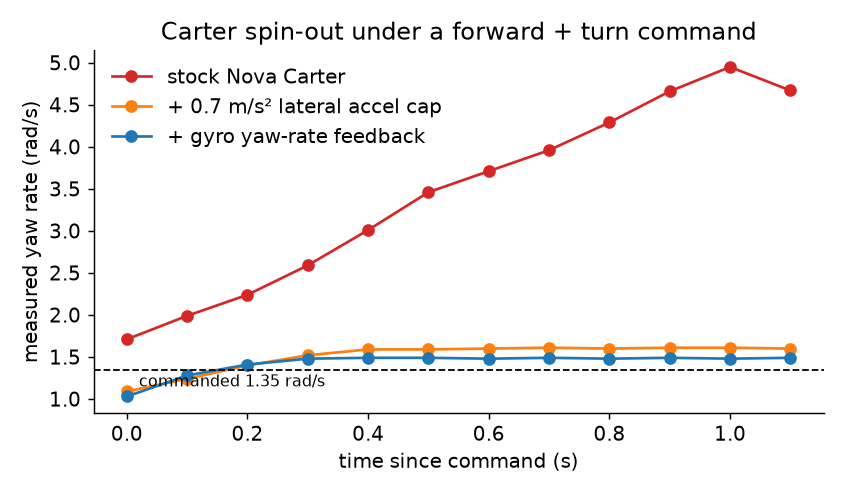 Carter spin-out under a forward + turn command
measured yaw rate (rad/s)
5.0
4.5
4.0
3.5
3.0
2.5
2.0
1.5
1.0
stock Nova Carter
+ 0.7 m/s² lateral accel cap
+ gyro yaw-rate feedback
commanded 1.35 rad/s
0.0 0.2 0.4 0.6 0.8 1.0
time since command (s)